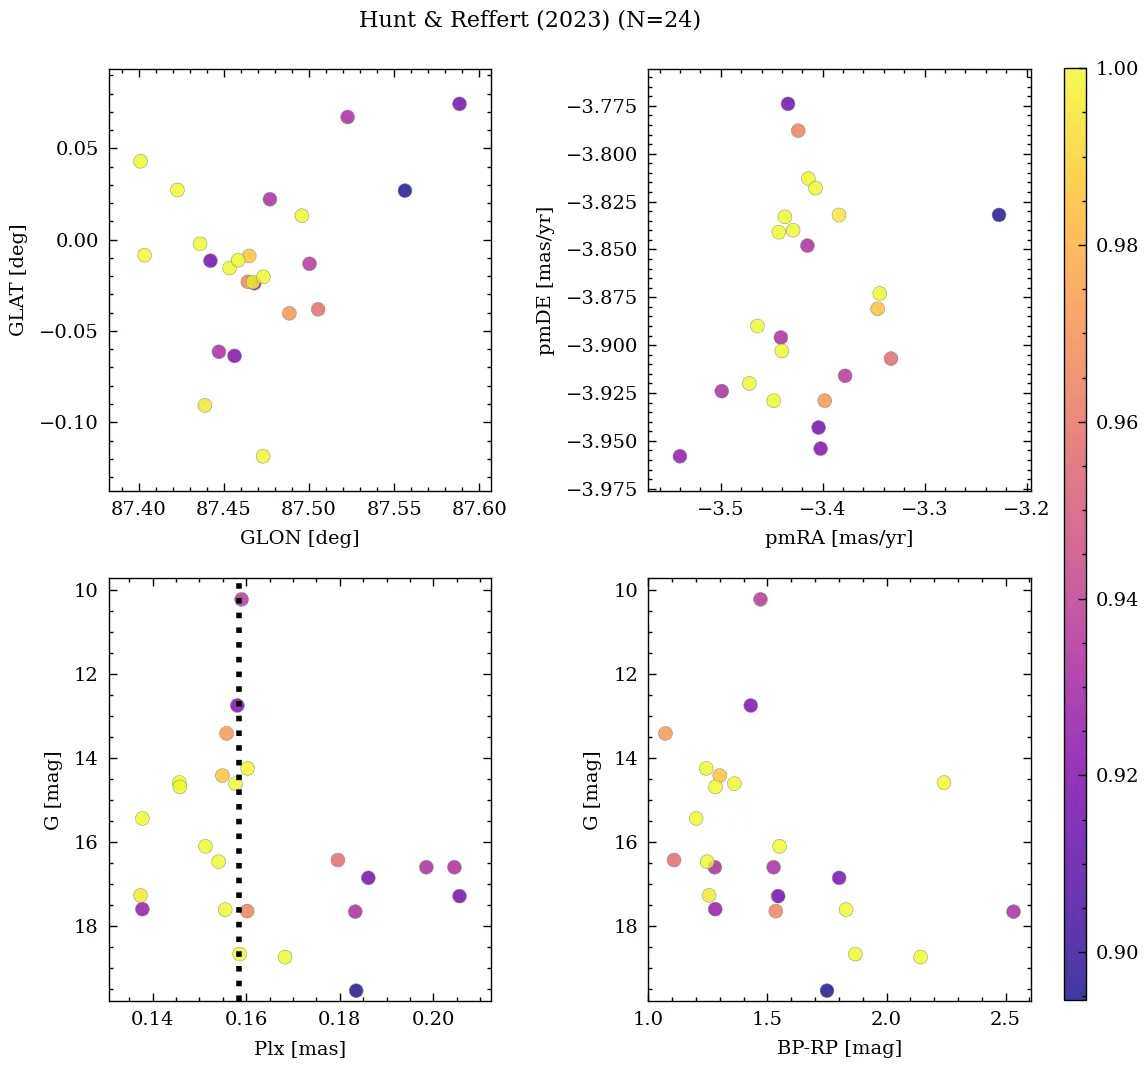 Hunt & Reffert (2023) (N=24)
0.05
0.00
−0.05
−0.10
GLAT [deg]
87.40 87.45 87.50 87.55 87.60
GLON [deg]
−3.775
−3.800
−3.825
−3.850
−3.875
−3.900
−3.925
−3.950
−3.975
pmDE [mas/yr]
−3.5 −3.4 −3.3 −3.2
pmRA [mas/yr]
10
12
14
16
18
G [mag]
0.14 0.16 0.18 0.20
Plx [mas]
10
12
14
16
18
G [mag]
1.0 1.5 2.0 2.5
BP-RP [mag]
1.00
0.98
0.96
0.94
0.92
0.90